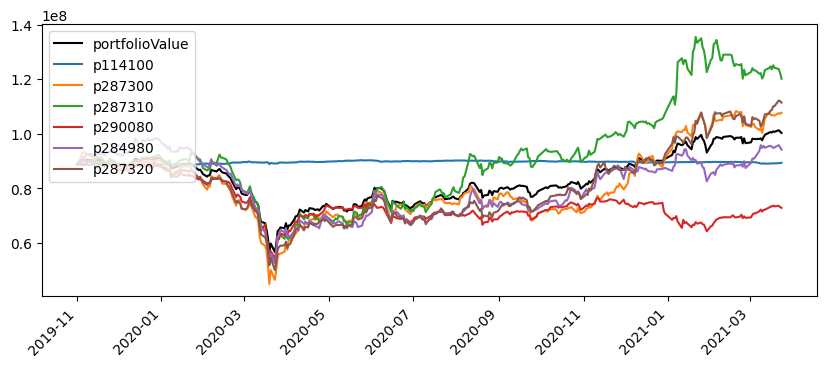 1e8
1.4
1.2
1.0
0.8
0.6
portfolioValue
p114100
p287300
p287310
p290080
p284980
p287320
2019-11
2020-01
2020-03
2020-05
2020-07
2020-09
2020-11
2021-01
2021-03